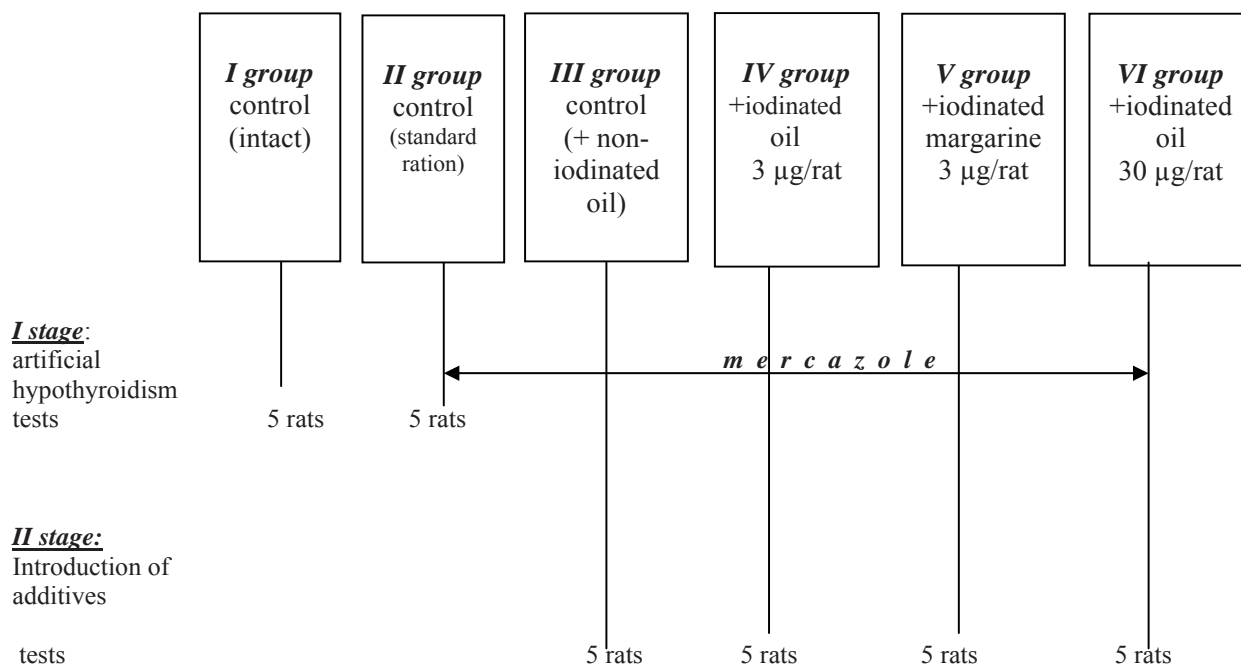 I group
control
(intact)
II group
control
(standard
ration)
III group
control
(+ non-
iodinated
oil)
IV group
+iodinated
oil
3 µg/rat
V group
+iodinated
margarine
3 µg/rat
VI group
+iodinated
oil
30 µg/rat
I stage:
artificial
hypothyroidism
tests
mercazole
5 rats
5 rats
II stage:
Introduction of
additives
tests
5 rats
5 rats
5 rats
5 rats